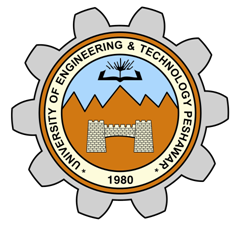 UNIVERSITY OF ENGINEERING & TECHNOLOGY PESHAWAR
1980